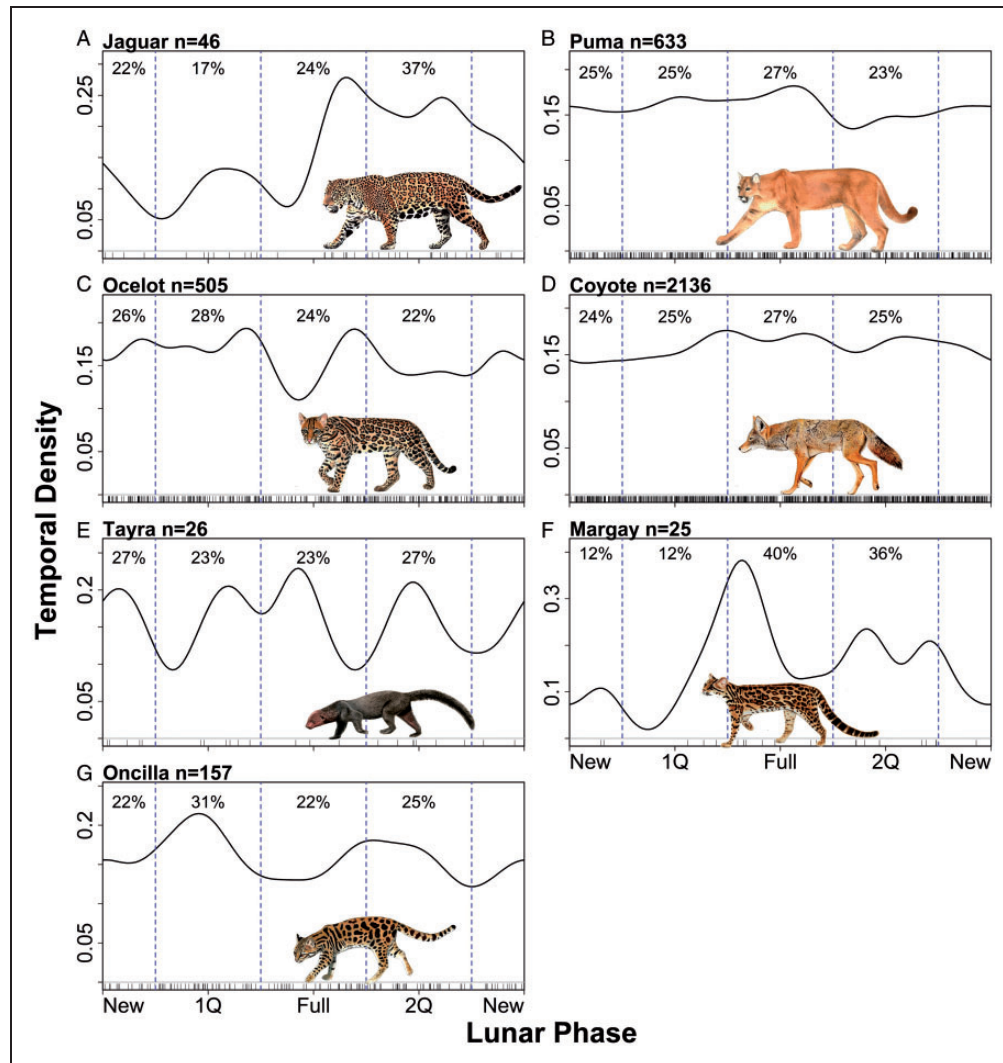 A Jaguar n=46
22% 17% 24% 37%
0.25
0.05
B Puma n=633
25% 25% 27% 23%
0.15
0.05
C Ocelot n=505
26% 28% 24% 22%
0.15
0.05
D Coyote n=2136
24% 25% 27% 25%
0.15
0.05
E Tayra n=26
27% 23% 23% 27%
0.2
0.05
F Margay n=25
12% 12% 40% 36%
0.3
0.1
New 1Q Full 2Q New
G Oncilla n=157
22% 31% 22% 25%
0.2
0.05
New 1Q Full 2Q New
Temporal Density
Lunar Phase